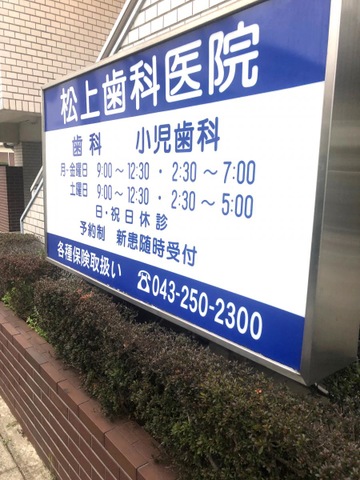 松上歯科医院
歯科 小児歯科
月・金曜日 9:00〜12:30・2:30〜7:00
土曜日 9:00〜12:30・2:30〜5:00
日・祝日休診
予約制 新患随時受付
各種保険取扱い ☎043-250-2300